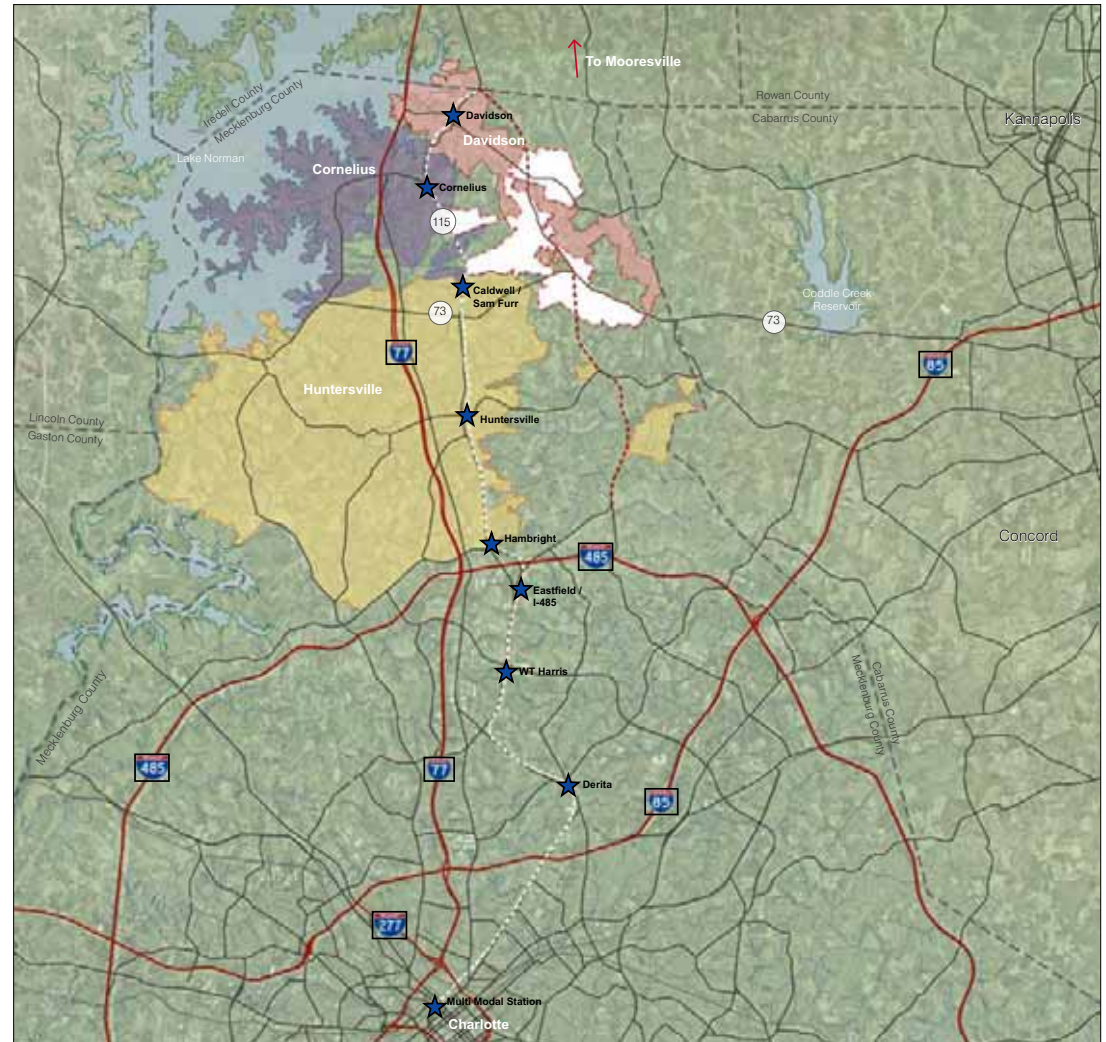 To Mooresville
Rowan County
Cabarrus County
Iredell County
Mecklenburg County
Kannapolis
Davidson
Davidson
Lake Norman
Cornelius
Cornelius
115
Caldwell /
Sam Furr
73
Coddle Creek
Reservoir
73
77
85
Huntersville
Huntersville
Lincoln County
Gaston County
Hambright
485
Concord
Eastfield /
I-485
WT Harris
Cabarrus County
Mecklenburg County
Mecklenburg County
485
77
Derita
85
277
Multi Modal Station
Charlotte